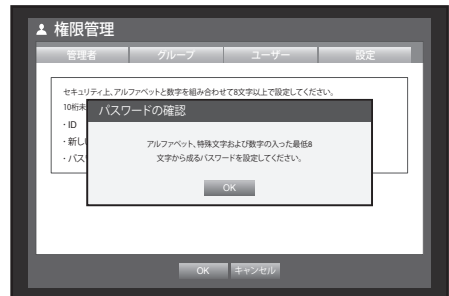 権限管理
管理者 グループ ユーザー 設定
セキュリティ上、アルファベットと数字を組み合わせて8文字以上で設定してください。
10桁未
・ID
・新し
・パス
パスワードの確認
アルファベット、特殊文字および数字の入った最低8
文字から成るパスワードを設定してください。
OK
OK キャンセル